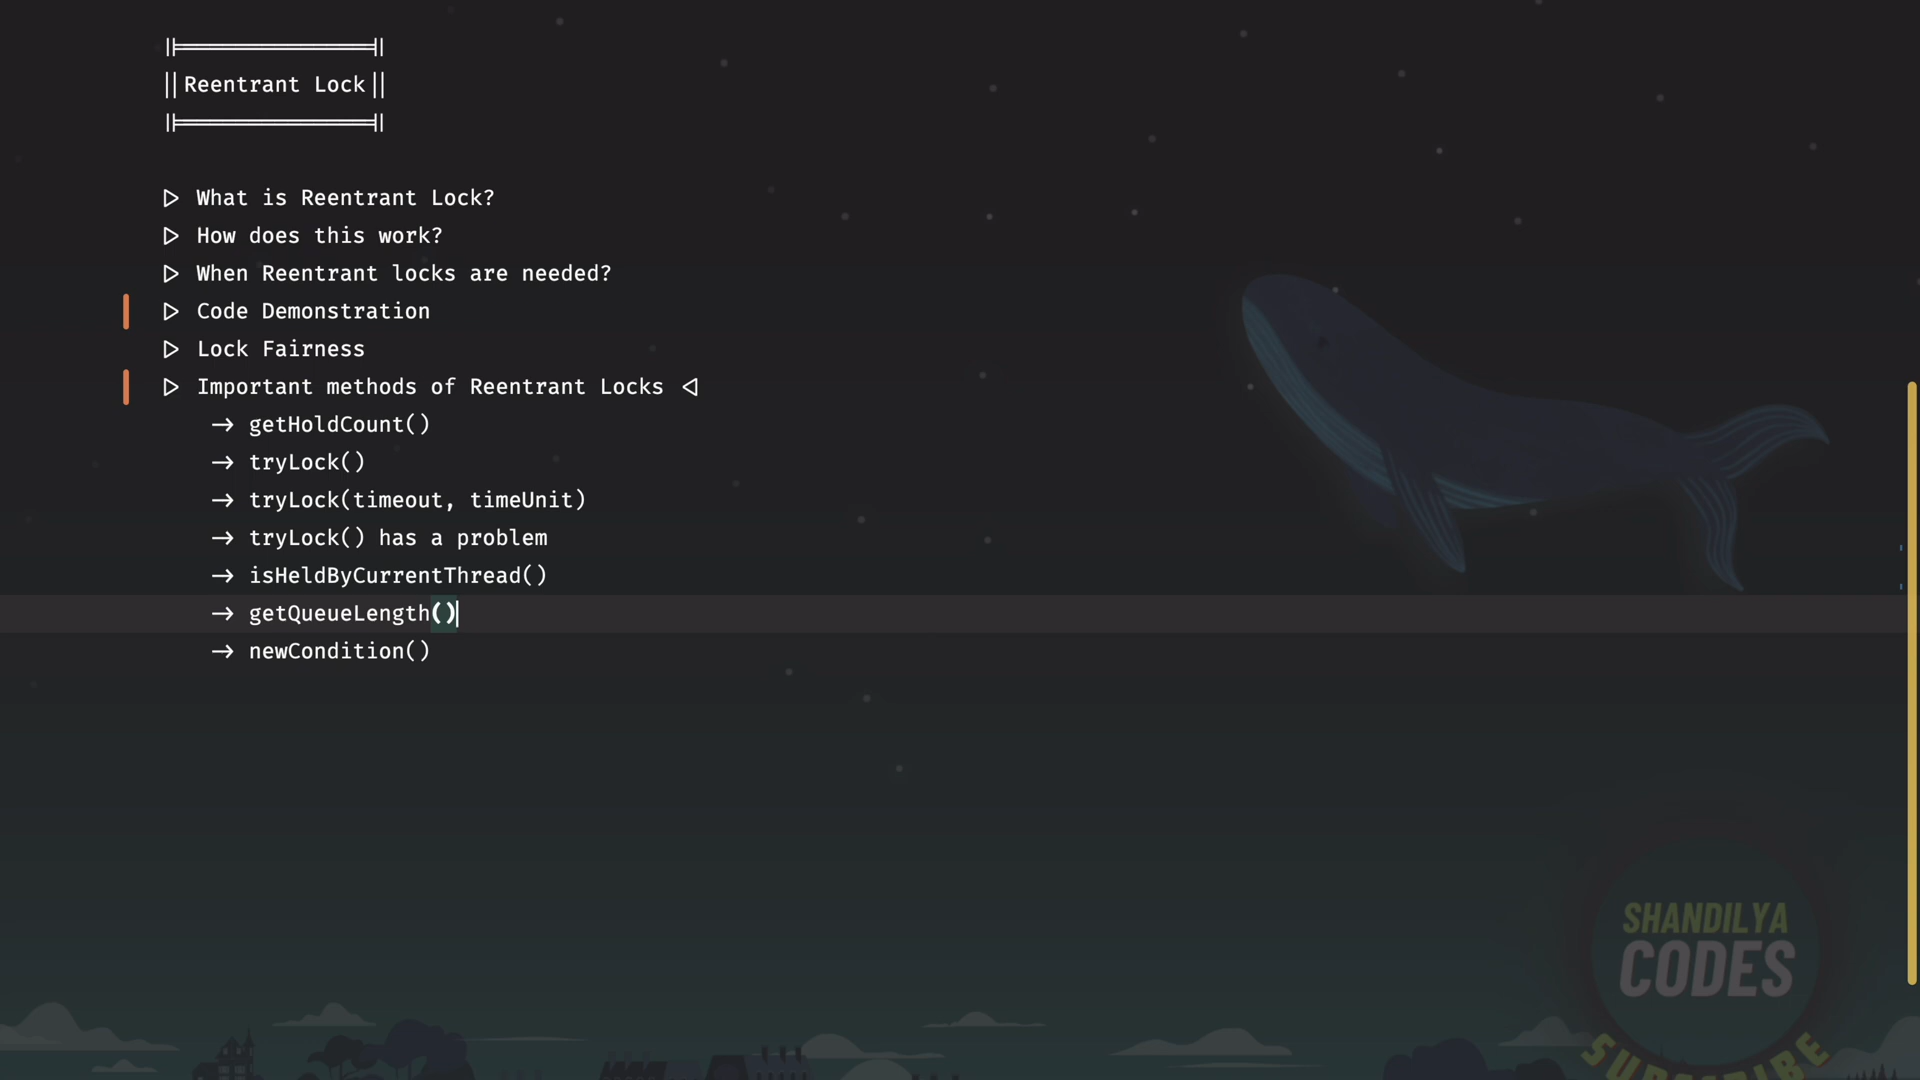 ||================||
||Reentrant Lock||
||================||
▷ What is Reentrant Lock?
▷ How does this work?
▷ When Reentrant locks are needed?
▷ Code Demonstration
▷ Lock Fairness
▷ Important methods of Reentrant Locks ◁
→ getHoldCount()
→ tryLock()
→ tryLock(timeout, timeUnit)
→ tryLock() has a problem
→ isHeldByCurrentThread()
→ getQueueLength()
→ newCondition()
SHANDILYA
CODES
SUBSCRIBE